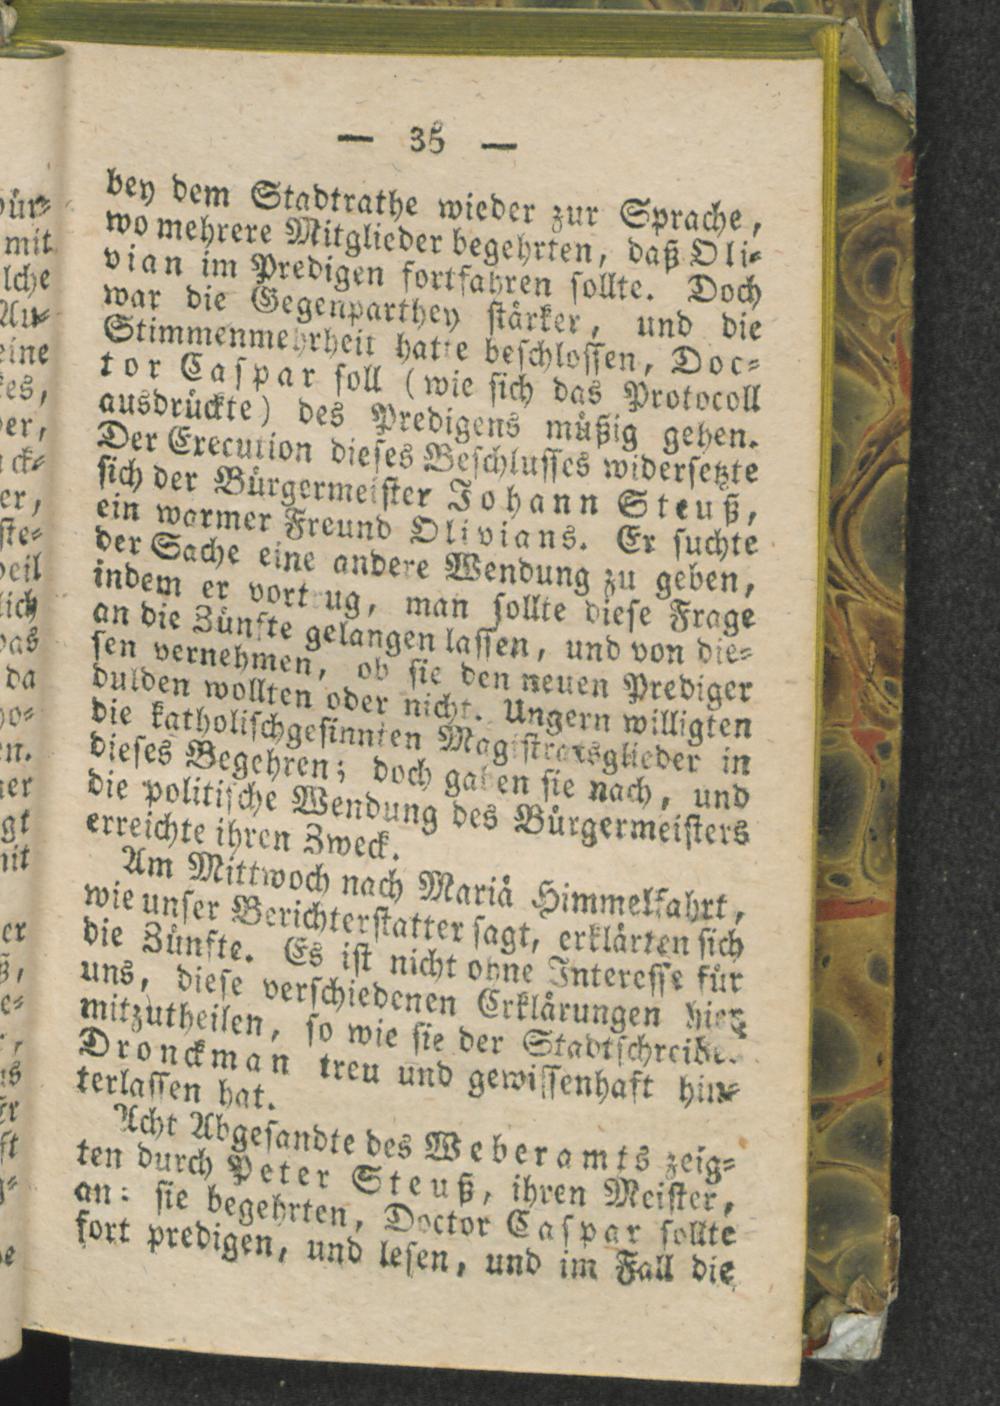 — 35 —
bey dem Stadtrathe wieder zur Sprache,
wo mehrere Mitglieder begehrten, daß Oli-
vian im Predigen fortfahren sollte. Doch
war die Gegenparthey stärker, und die
Stimmenmehrheit hatte beschlossen, Doc-
tor Caspar soll (wie sich das Protocoll
ausdrückte) des Predigens müßig gehen.
Der Execution dieses Beschlusses widersetzte
sich der Bürgermeister Johann Steuß,
ein warmer Freund Olivians. Er suchte
der Sache eine andere Wendung zu geben,
indem er vortrug, man sollte diese Frage
an die Zünfte gelangen lassen, und von die-
sen vernehmen, ob sie den neuen Prediger
dulden wollten oder nicht. Ungern willigten
die katholischgesinnten Magistratsglieder in
dieses Begehren; doch gaben sie nach, und
die politische Wendung des Bürgermeisters
erreichte ihren Zweck.
Am Mittwoch nach Mariä Himmelfahrt,
wie unser Berichterstatter sagt, erklärten sich
die Zünfte. Es ist nicht ohne Interesse für
uns, diese verschiedenen Erklärungen hier
mitzutheilen, so wie sie der Stadtschreiber
Dronckman treu und gewissenhaft hin-
terlassen hat.
Acht Abgesandte des Weberamts zeig-
ten durch Peter Steuß, ihren Meister,
an: sie begehrten, Doctor Caspar sollte
fort predigen, und lesen, und im Fall die